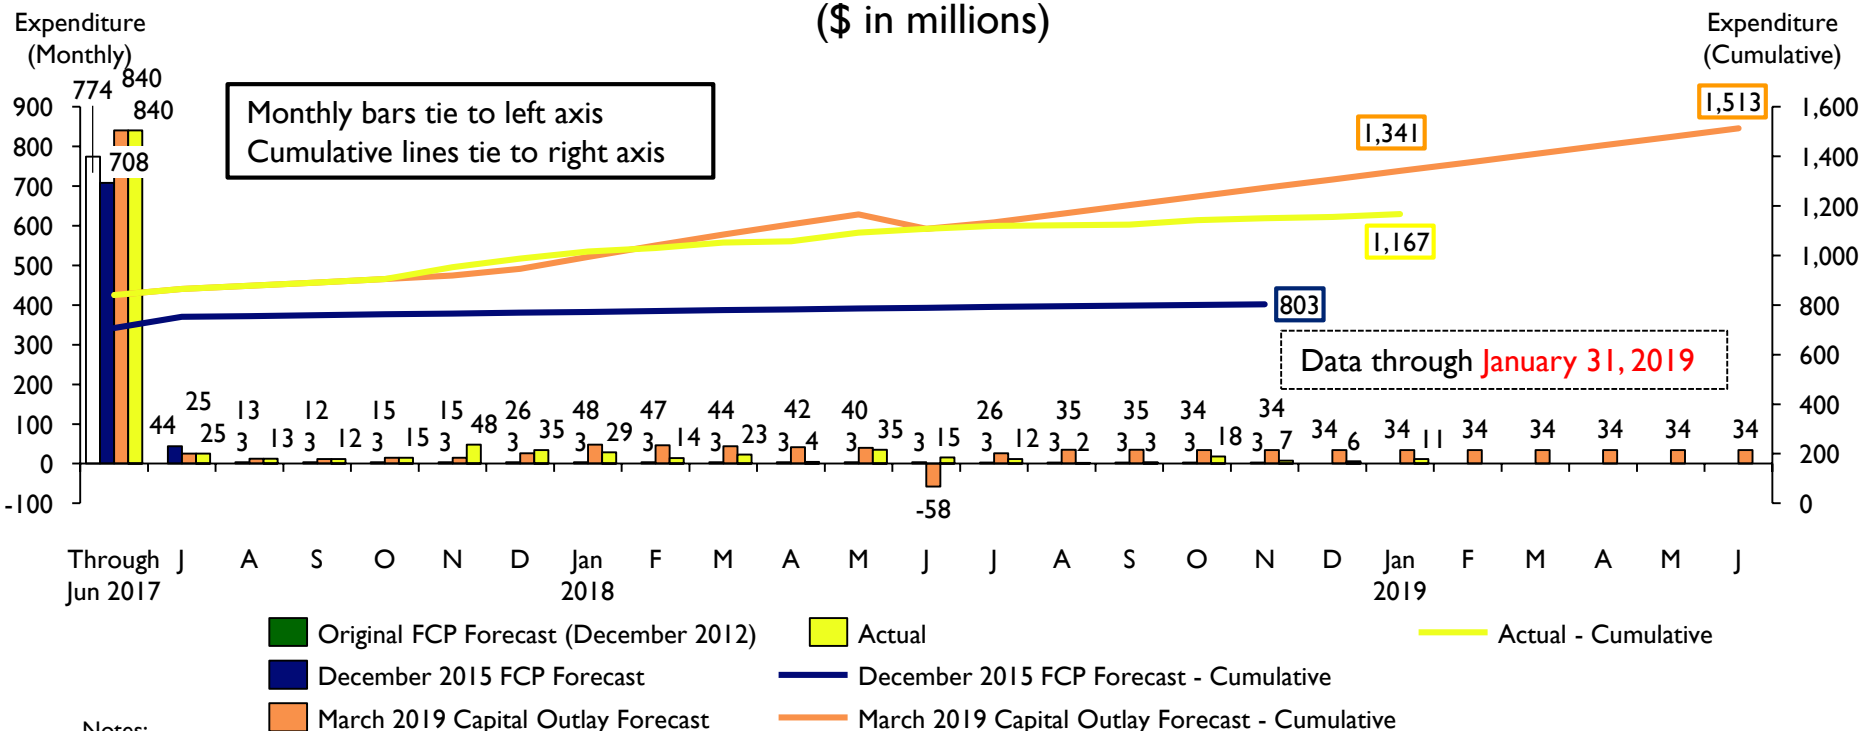 ($ in millions)
Expenditure
(Monthly)
Expenditure
(Cumulative)
Monthly bars tie to left axis
Cumulative lines tie to right axis
900
800
700
600
500
400
300
200
100
0
-100
1,600
1,400
1,200
1,000
800
600
400
200
0
774
840
840
708
1,341
1,513
1,167
803
Data through January 31, 2019
44 25 25
13 3 13
12 3 12
15 3 15
15 3 48
26 3 35
48 3 29
47 3 14
44 3 23
42 3 4
40 3 35
3 -58 15
26 3 12
35 3 2
35 3 3
34 3 18
34 3 7
34 6
34 11
34
34
34
34
34
Through J A S O N D Jan F M A M J J A S O N D Jan F M A M J
Jun 2017 2018 2019
Original FCP Forecast (December 2012) Actual Actual - Cumulative
December 2015 FCP Forecast December 2015 FCP Forecast - Cumulative
March 2019 Capital Outlay Forecast March 2019 Capital Outlay Forecast - Cumulative
Notes: